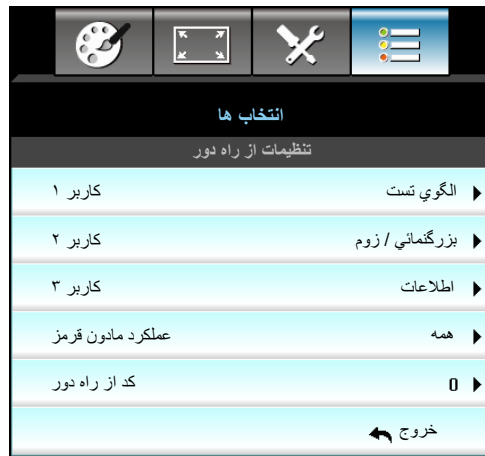 انتخاب ها
تنظيمات از راه دور
کاربر ۱ الگوي تست
کاربر ۲ بزرگنمائي / زوم
کاربر ۳ اطلاعات
عملکرد مادون قرمز همه
کد از راه دور 0
خروج